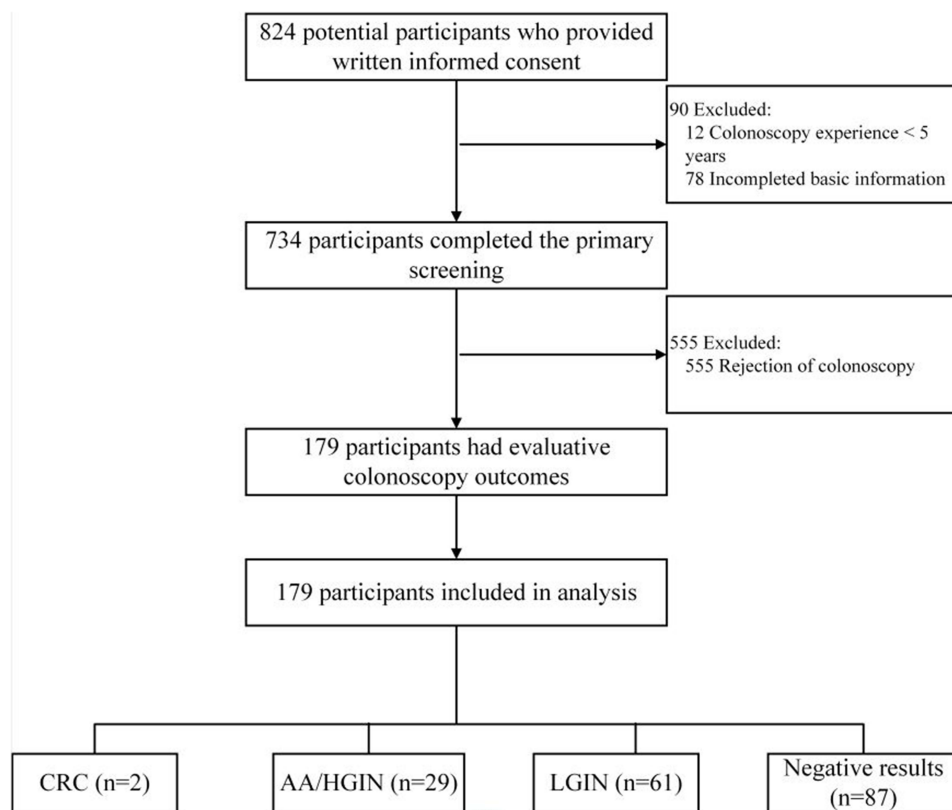 824 potential participants who provided
written informed consent
90 Excluded:
12 Colonoscopy experience < 5
years
78 Incompleted basic information
734 participants completed the primary
screening
555 Excluded:
555 Rejection of colonoscopy
179 participants had evaluative
colonoscopy outcomes
179 participants included in analysis
CRC (n=2)
AA/HGIN (n=29)
LGIN (n=61)
Negative results
(n=87)